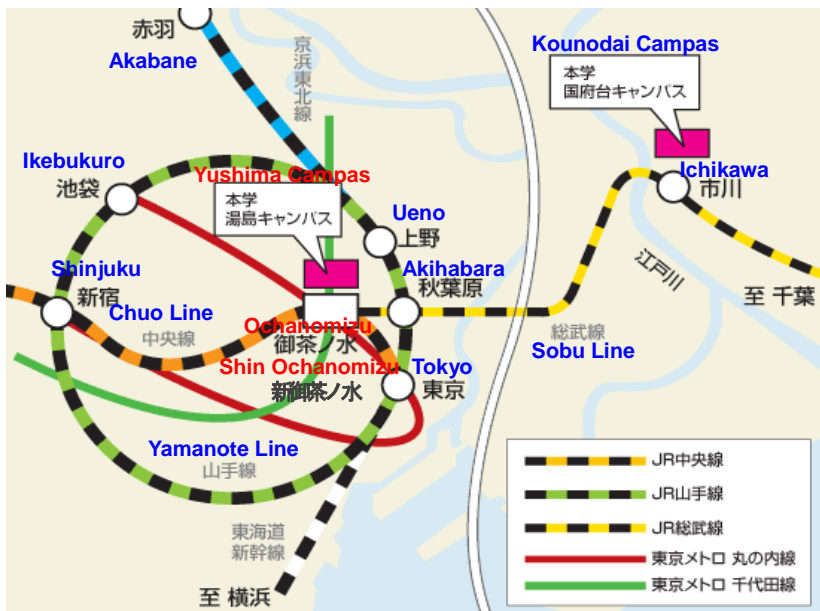 赤羽
Akabane
京浜東北線
Kounodai Campas
本学
国府台キャンパス
Ikebukuro
池袋
Yushima Campas
本学
湯島キャンパス
Ueno
上野
Ichikawa
市川
Shinjuku
新宿
Akihabara
秋葉原
江戸川
至 千葉
Chuo Line
中央線
Ochanomizu
御茶ノ水
総武線
Sobu Line
Shin Ochanomizu
新御茶ノ水
Tokyo
東京
Yamanote Line
山手線
東海道
新幹線
至 横浜
JR中央線
JR山手線
JR総武線
東京メトロ 丸の内線
東京メトロ 千代田線